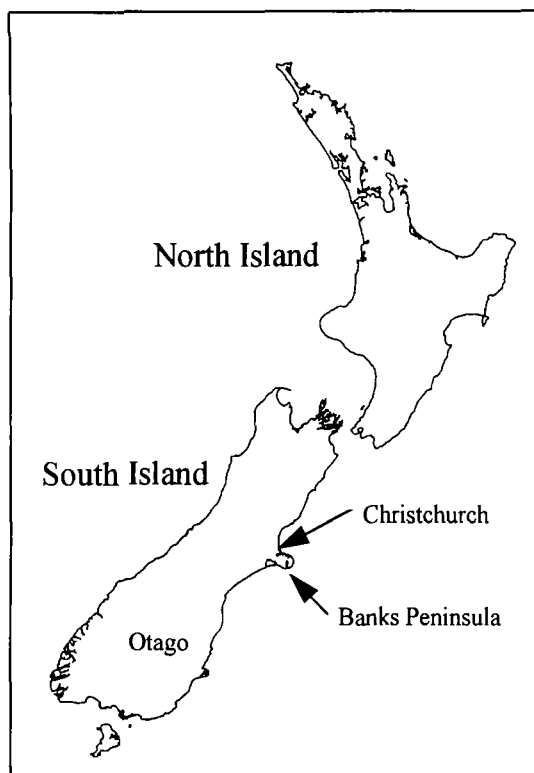 North Island
South Island
Christchurch
Banks Peninsula
Otago